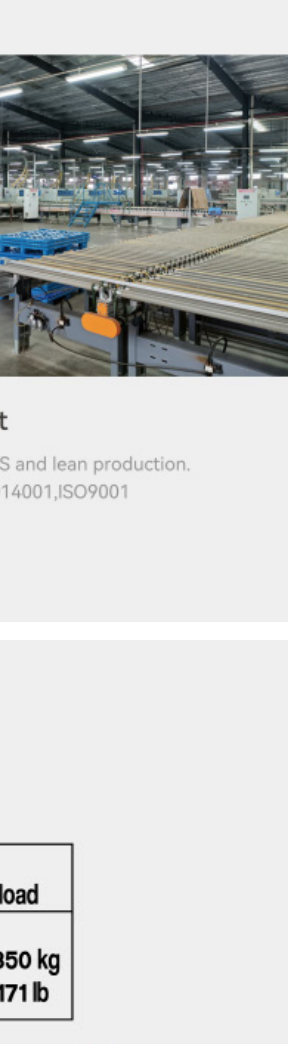 t
S and lean production.
14001,ISO9001
load
350 kg
171 lb